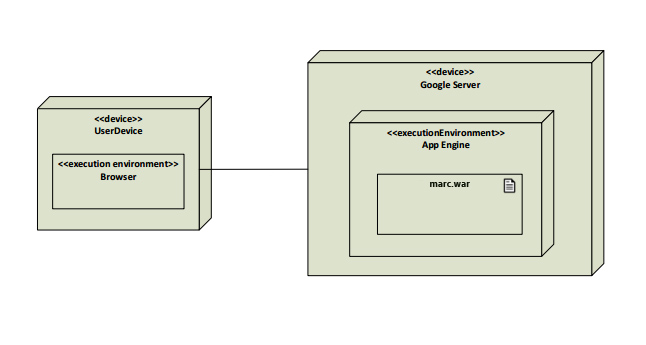 <<device>>
UserDevice
<<execution environment>>
Browser
<<device>>
Google Server
<<executionEnvironment>>
App Engine
marc.war